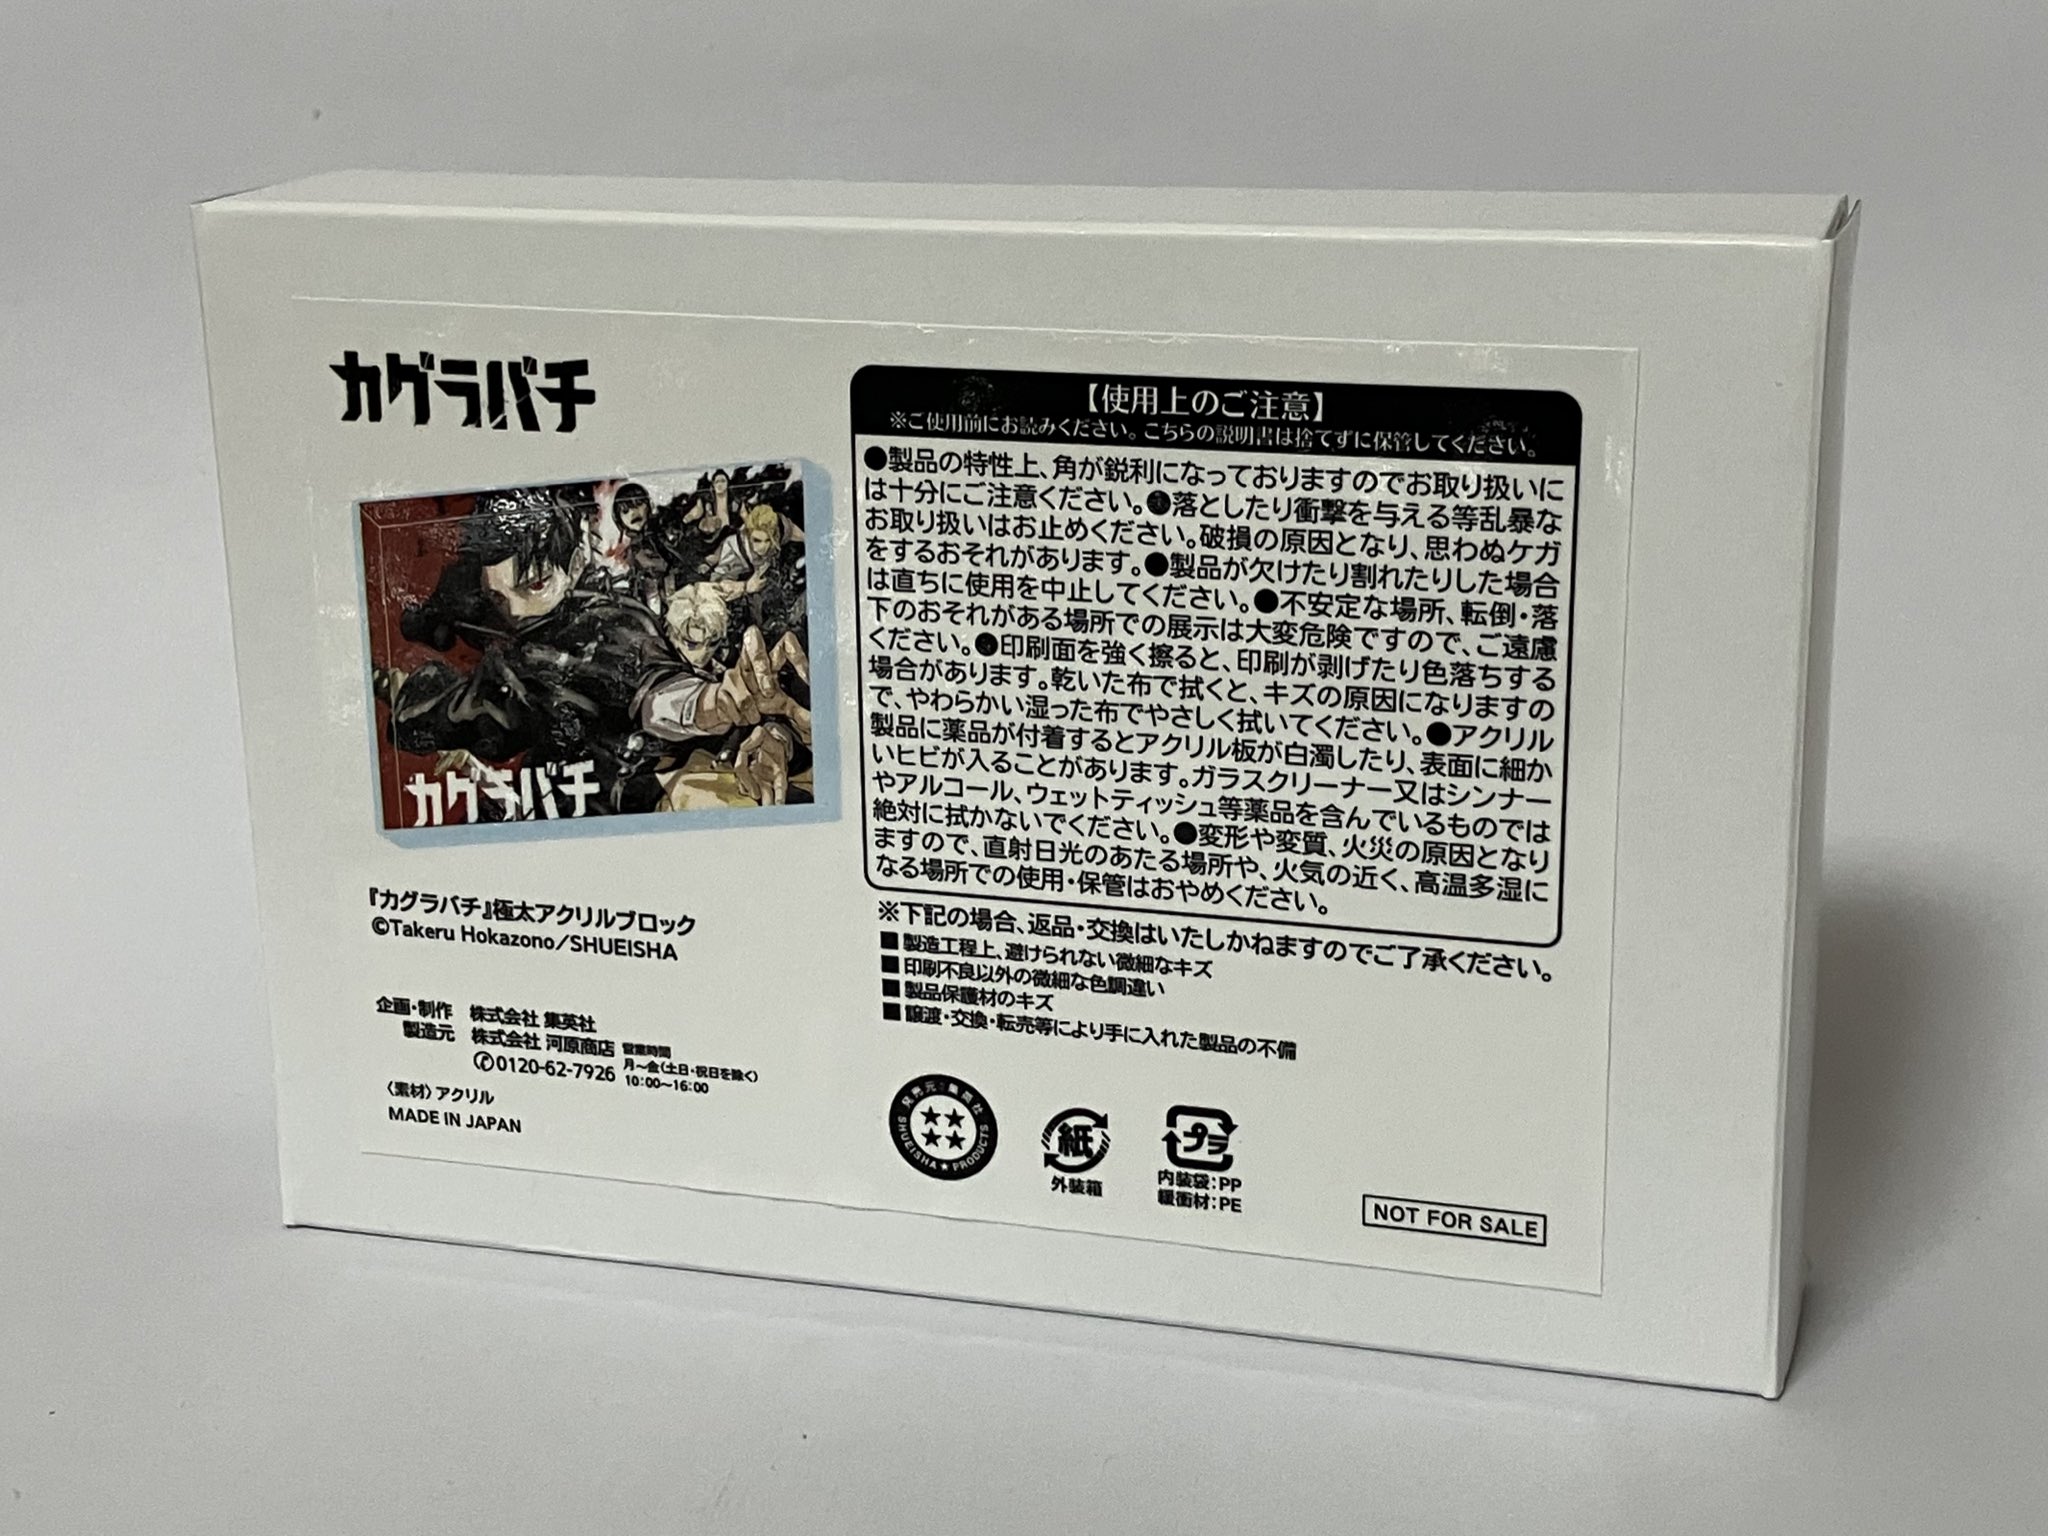 カグラバチ
カグラバチ
『カグラバチ』極太アクリルブロック
©Takeru Hokazono/SHUEISHA
企画・制作 株式会社 集英社
製造元 株式会社 河原商店
0120-62-7926
営業時間
月〜金(土日・祝日を除く)
10:00〜16:00
〈素材〉アクリル
MADE IN JAPAN
【使用上のご注意】
※ご使用前にお読みください。こちらの説明書は捨てずに保管してください。
●製品の特性上、角が鋭利になっておりますのでお取り扱いに
は十分にご注意ください。●落としたり衝撃を与える等乱暴な
お取り扱いはお止めください。破損の原因となり、思わぬケガ
をするおそれがあります。●製品が欠けたり割れたりした場合
は直ちに使用を中止してください。●不安定な場所、転倒・落
下のおそれがある場所での展示は大変危険ですので、ご遠慮
ください。●印刷面を強く擦ると、印刷が剥げたり色落ちする
場合があります。乾いた布で拭くと、キズの原因になりますの
で、やわらかい湿った布でやさしく拭いてください。●アクリル
製品に薬品が付着するとアクリル板が白濁したり、表面に細か
いヒビが入ることがあります。ガラスクリーナー又はシンナー
やアルコール、ウェットティッシュ等薬品を含んでいるものでは
絶対に拭かないでください。●変形や変質、火災の原因となり
ますので、直射日光のあたる場所や、火気の近く、高温多湿に
なる場所での使用・保管はおやめください。
※下記の場合、返品・交換はいたしかねますのでご了承ください。
■製造工程上、避けられない微細なキズ
■印刷不良以外の微細な色調違い
■製品保護材のキズ
■譲渡・交換・転売等により手に入れた製品の不備
発売元:集英社
SHUEISHA★PRODUCTS
紙
外装箱
プラ
内装袋:PP
緩衝材:PE
NOT FOR SALE